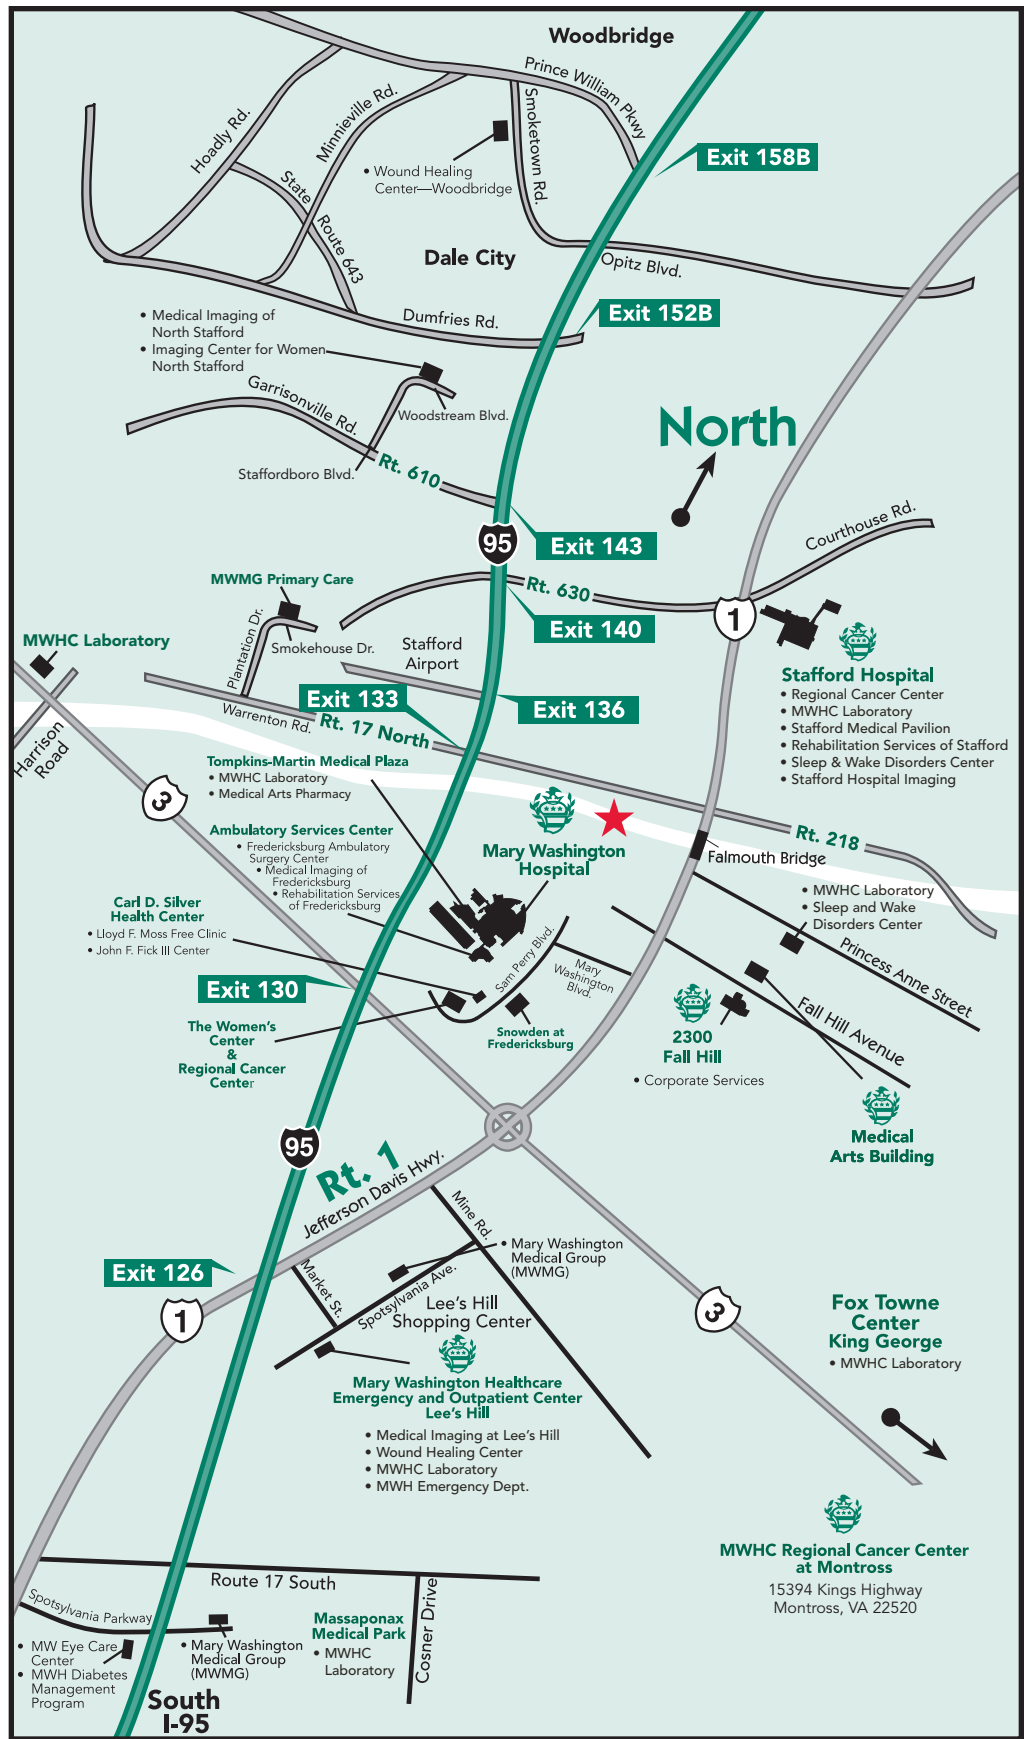 Woodbridge
Prince William Pkwy
Hoadly Rd.
Minnieville Rd.
Smoketown Rd.
Exit 158B
• Wound Healing
Center—Woodbridge
State Route 643
Dale City
Opitz Blvd.
Exit 152B
Dumfries Rd.
• Medical Imaging of
North Stafford
• Imaging Center for Women
North Stafford
Garrisonville Rd.
Woodstream Blvd.
North
Staffordboro Blvd.
Rt. 610
Courthouse Rd.
95
Exit 143
MWMG Primary Care
Rt. 630
1
Exit 140
Plantation Dr.
Smokehouse Dr.
MWHC Laboratory
Stafford
Airport
Stafford Hospital
• Regional Cancer Center
• MWHC Laboratory
• Stafford Medical Pavilion
• Rehabilitation Services of Stafford
• Sleep & Wake Disorders Center
• Stafford Hospital Imaging
Exit 133
Exit 136
Warrenton Rd.
Rt. 17 North
Harrison
Road
Tompkins-Martin Medical Plaza
• MWHC Laboratory
• Medical Arts Pharmacy
3
Ambulatory Services Center
• Fredericksburg Ambulatory
Surgery Center
• Medical Imaging of
Fredericksburg
• Rehabilitation Services
of Fredericksburg
Mary Washington
Hospital
Rt. 218
Falmouth Bridge
• MWHC Laboratory
• Sleep and Wake
Disorders Center
Carl D. Silver
Health Center
• Lloyd F. Moss Free Clinic
• John F. Fick III Center
Sam Perry Blvd.
Mary
Washington
Blvd.
Princess Anne Street
Exit 130
Fall Hill Avenue
The Women's
Center
&
Regional Cancer
Center
Snowden at
Fredericksburg
2300
Fall Hill
• Corporate Services
Medical
Arts Building
95
Rt. 1
Jefferson Davis Hwy.
Mine Rd.
• Mary Washington
Medical Group
(MWMG)
Exit 126
Market St.
Spotsylvania Ave.
Lee's Hill
Shopping Center
1
3
Fox Towne
Center
King George
• MWHC Laboratory
Mary Washington Healthcare
Emergency and Outpatient Center
Lee's Hill
• Medical Imaging at Lee's Hill
• Wound Healing Center
• MWHC Laboratory
• MWH Emergency Dept.
MWHC Regional Cancer Center
at Montross
15394 Kings Highway
Montross, VA 22520
Route 17 South
Spotsylvania Parkway
Cosner Drive
Massaponax
Medical Park
• MWHC
Laboratory
• MW Eye Care
Center
• MWH Diabetes
Management
Program
• Mary Washington
Medical Group
(MWMG)
South
I-95